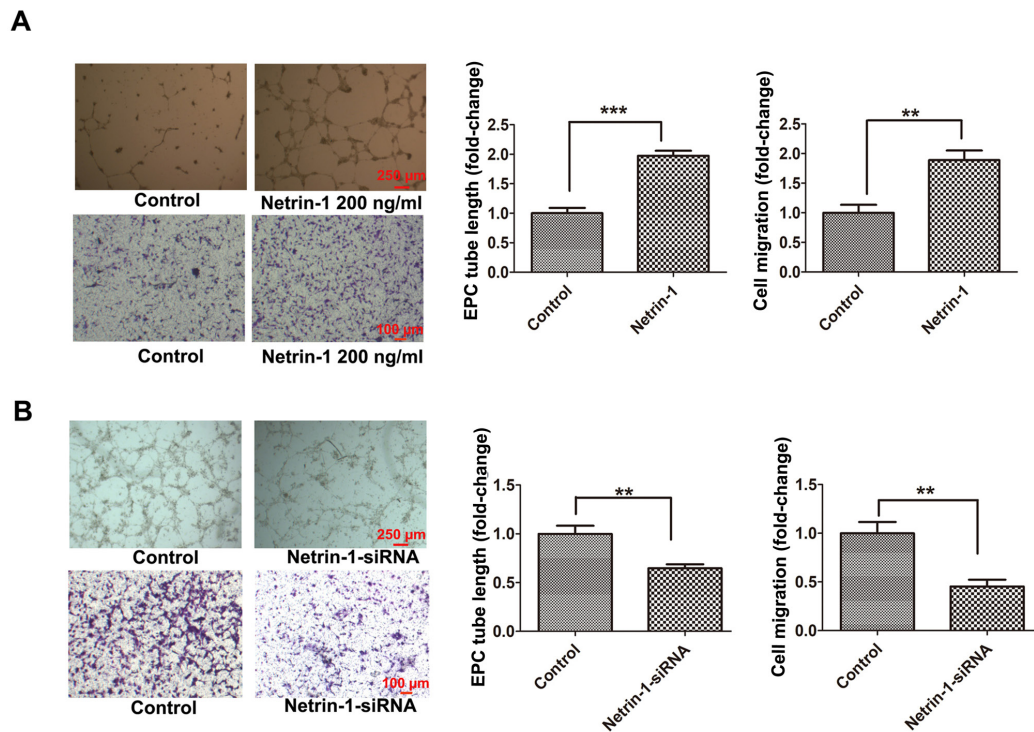 A
250 μm
Control
Netrin-1 200 ng/ml
100 μm
Control
Netrin-1 200 ng/ml
EPC tube length (fold-change)
2.5
2.0
1.5
1.0
0.5
0.0
***
Control
Netrin-1
Cell migration (fold-change)
2.5
2.0
1.5
1.0
0.5
0.0
**
Control
Netrin-1
B
250 μm
Control
Netrin-1-siRNA
100 μm
Control
Netrin-1-siRNA
EPC tube length (fold-change)
1.5
1.0
0.5
0.0
**
Control
Netrin-1-siRNA
Cell migration (fold-change)
1.5
1.0
0.5
0.0
**
Control
Netrin-1-siRNA